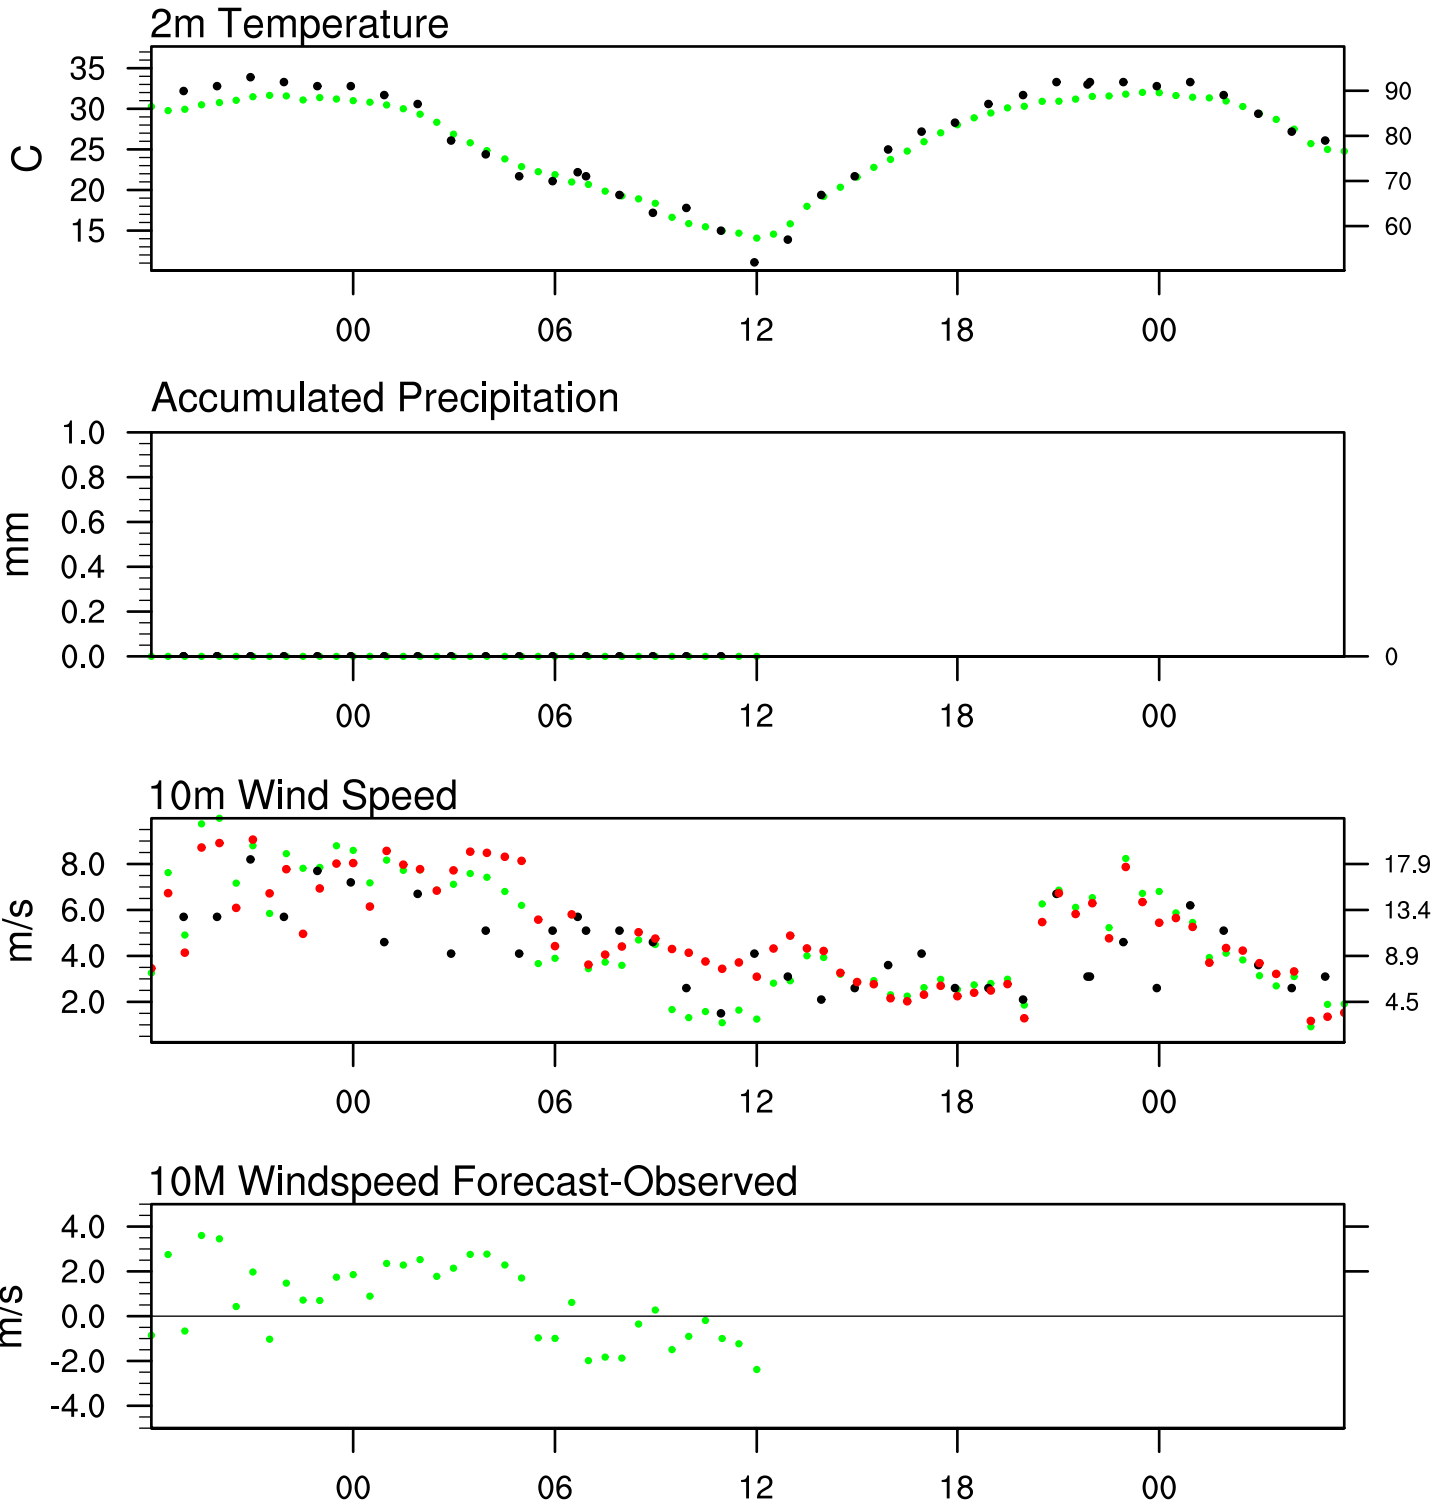 2m Temperature
35
30
25
20
15
C
90
80
70
60
00 06 12 18 00
Accumulated Precipitation
1.0
0.8
0.6
0.4
0.2
0.0
mm
0
00 06 12 18 00
10m Wind Speed
8.0
6.0
4.0
2.0
m/s
17.9
13.4
8.9
4.5
00 06 12 18 00
10M Windspeed Forecast-Observed
4.0
2.0
0.0
-2.0
-4.0
m/s
00 06 12 18 00